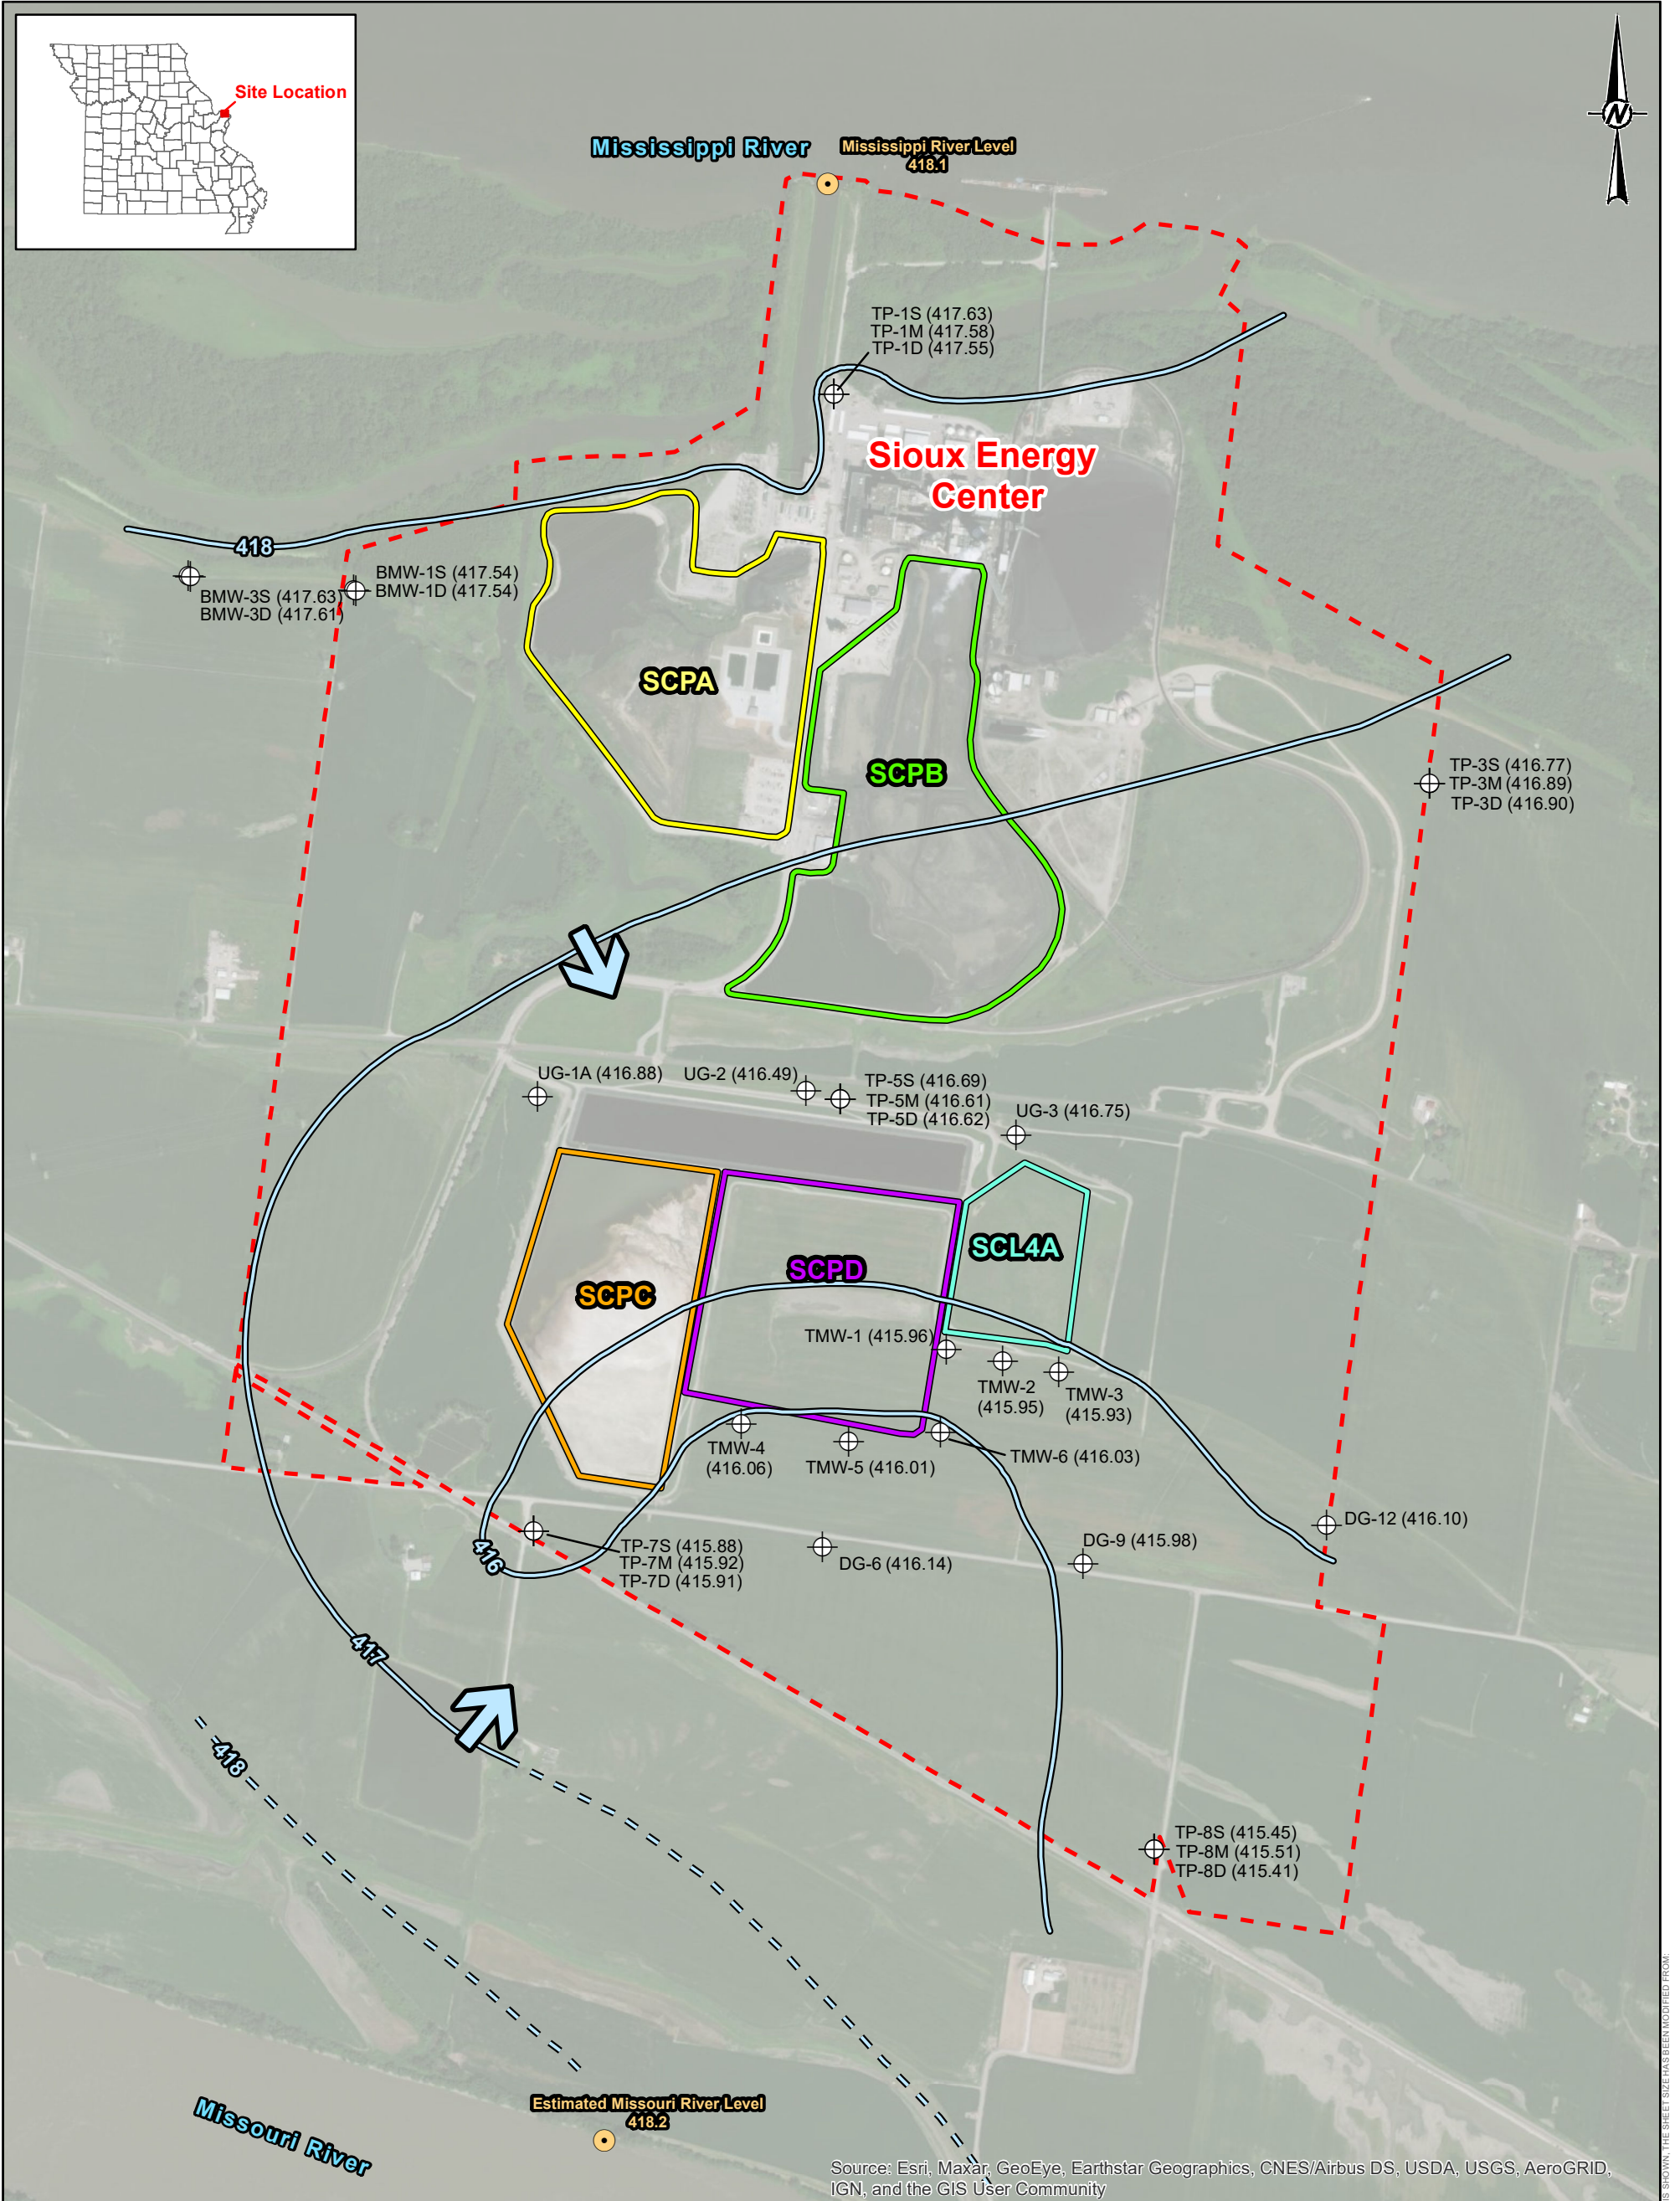 Site Location
N
Mississippi River
Mississippi River Level
418.1
TP-1S (417.63)
TP-1M (417.58)
TP-1D (417.55)
Sioux Energy
Center
418
BMW-3S (417.63)
BMW-3D (417.61)
BMW-1S (417.54)
BMW-1D (417.54)
SCPA
SCPB
TP-3S (416.77)
TP-3M (416.89)
TP-3D (416.90)
UG-1A (416.88)
UG-2 (416.49)
TP-5S (416.69)
TP-5M (416.61)
TP-5D (416.62)
UG-3 (416.75)
SCPC
SCPD
SCL4A
TMW-1 (415.96)
TMW-2
(415.95)
TMW-3
(415.93)
TMW-4
(416.06)
TMW-5 (416.01)
TMW-6 (416.03)
DG-12 (416.10)
DG-9 (415.98)
DG-6 (416.14)
416
TP-7S (415.88)
TP-7M (415.92)
TP-7D (415.91)
417
418
TP-8S (415.45)
TP-8M (415.51)
TP-8D (415.41)
Estimated Missouri River Level
418.2
Missouri River
Source: Esri, Maxar, GeoEye, Earthstar Geographics, CNES/Airbus DS, USDA, USGS, AeroGRID,
IGN, and the GIS User Community
IS SHOWN, THE SHEET SIZE HAS BEEN MODIFIED FROM: